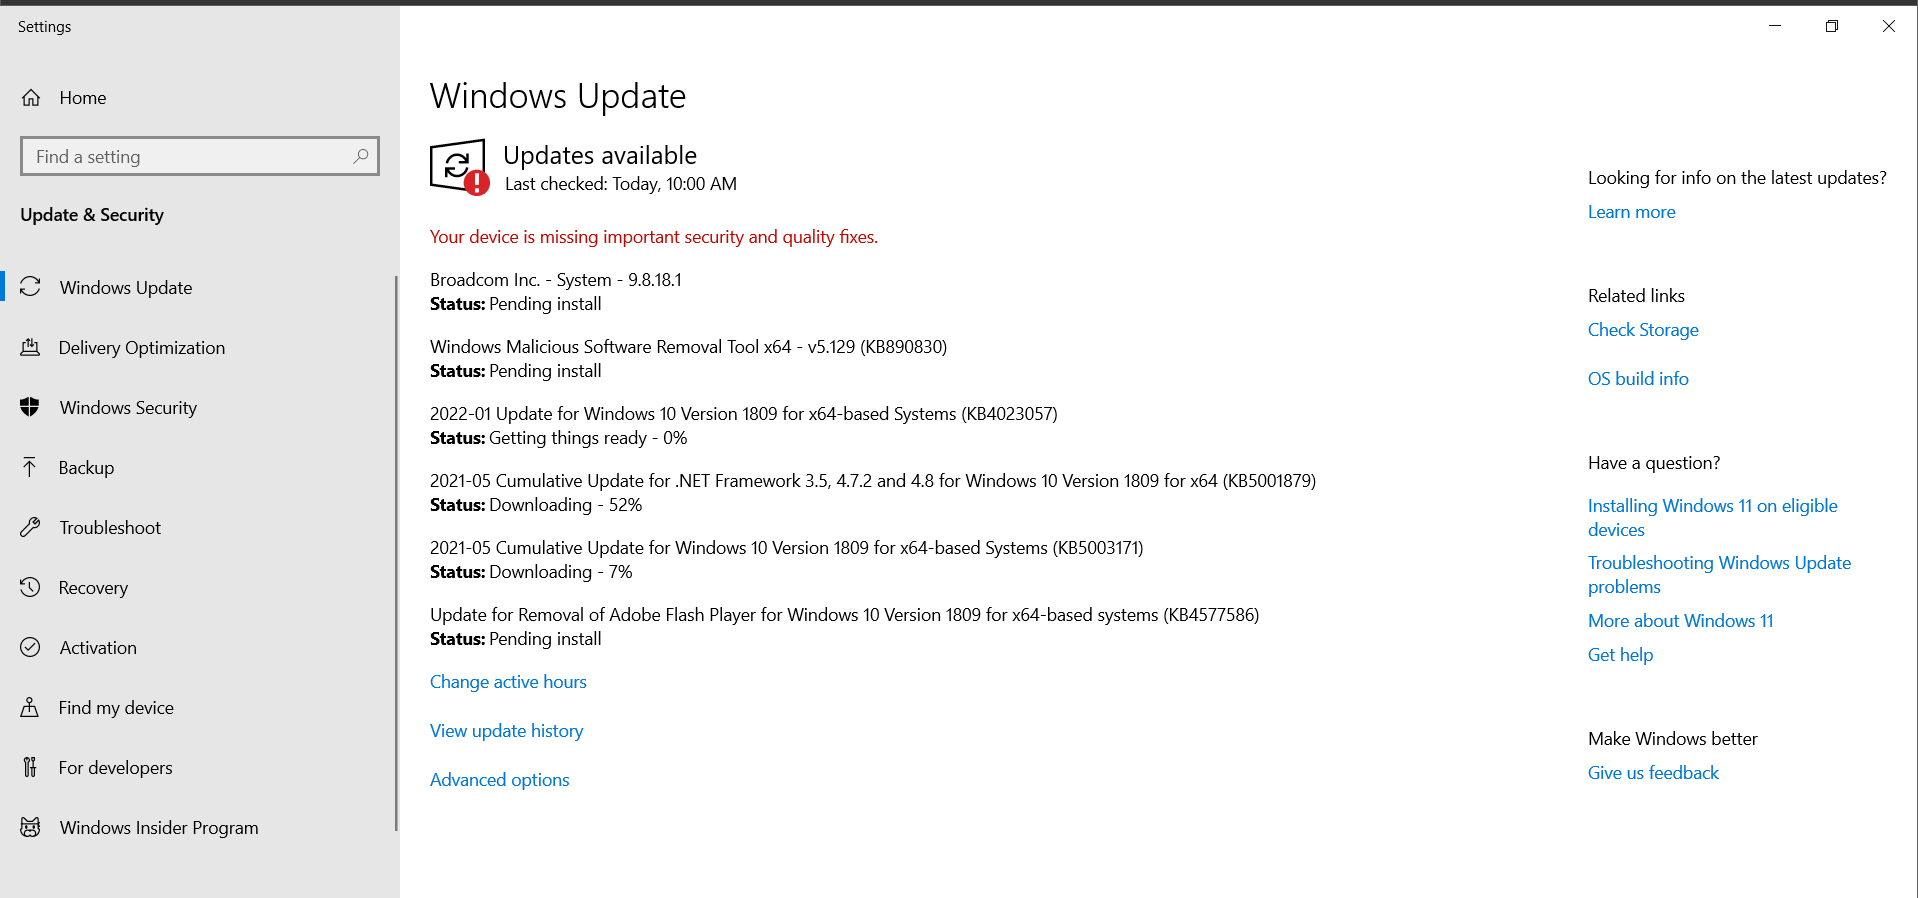 Settings
Home
Find a setting
Update & Security
Windows Update
Delivery Optimization
Windows Security
Backup
Troubleshoot
Recovery
Activation
Find my device
For developers
Windows Insider Program
Windows Update
Updates available
Last checked: Today, 10:00 AM
Your device is missing important security and quality fixes.
Broadcom Inc. - System - 9.8.18.1
Status: Pending install
Windows Malicious Software Removal Tool x64 - v5.129 (KB890830)
Status: Pending install
2022-01 Update for Windows 10 Version 1809 for x64-based Systems (KB4023057)
Status: Getting things ready - 0%
2021-05 Cumulative Update for .NET Framework 3.5, 4.7.2 and 4.8 for Windows 10 Version 1809 for x64 (KB5001879)
Status: Downloading - 52%
2021-05 Cumulative Update for Windows 10 Version 1809 for x64-based Systems (KB5003171)
Status: Downloading - 7%
Update for Removal of Adobe Flash Player for Windows 10 Version 1809 for x64-based systems (KB4577586)
Status: Pending install
Change active hours
View update history
Advanced options
Looking for info on the latest updates?
Learn more
Related links
Check Storage
OS build info
Have a question?
Installing Windows 11 on eligible
devices
Troubleshooting Windows Update
problems
More about Windows 11
Get help
Make Windows better
Give us feedback